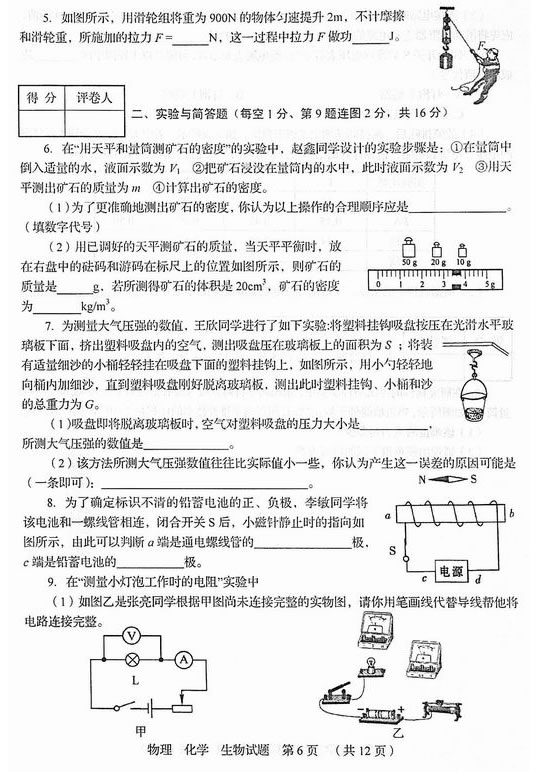 5. 如图所示，用滑轮组将重为900N的物体匀速提升2m，不计摩擦
和滑轮重，所施加的拉力F=______N，这一过程中拉力F做功______J。
F
得 分 评卷人
二、实验与简答题（每空1分、第9题连图2分，共16分）
6. 在“用天平和量筒测矿石的密度”的实验中，赵鑫同学设计的实验步骤是：①在量筒中
倒入适量的水，液面示数为V₁ ②把矿石浸没在量筒内的水中，此时液面示数为V₂ ③用天
平测出矿石的质量为m ④计算出矿石的密度。
（1）为了更准确地测出矿石的密度，你认为以上操作的合理顺序应是______________。
（填数字代号）
（2）用已调好的天平测矿石的质量，当天平平衡时，放
在右盘中的砝码和游码在标尺上的位置如图所示，则矿石的
质量是______g，若所测得矿石的体积是20cm³，矿石的密度
为________kg/m³。
50 g 20 g 10 g
0 1 2 3 4 5g
7. 为测量大气压强的数值，王欣同学进行了如下实验:将塑料挂钩吸盘按压在光滑水平玻
璃板下面，挤出塑料吸盘内的空气，测出吸盘压在玻璃板上的面积为S；将装
有适量细沙的小桶轻轻挂在吸盘下面的塑料挂钩上，如图所示，用小勺轻轻地
向桶内加细沙，直到塑料吸盘刚好脱离玻璃板，测出此时塑料挂钩、小桶和沙
的总重力为G。
（1）吸盘即将脱离玻璃板时，空气对塑料吸盘的压力大小是__________，
所测大气压强的数值是____________。
（2）该方法所测大气压强数值往往比实际值小一些，你认为产生这一误差的原因可能是
（一条即可）：______________________________。
N S
8. 为了确定标识不清的铅蓄电池的正、负极，李敏同学将
该电池和一螺线管相连，闭合开关S后，小磁针静止时的指向如
图所示，由此可以判断a端是通电螺线管的______________极，
c端是铅蓄电池的__________极。
a b
S
c 电源 d
9. 在“测量小灯泡工作时的电阻”实验中
（1）如图乙是张亮同学根据甲图尚未连接完整的实物图，请你用笔画线代替导线帮他将
电路连接完整。
V
A
L
甲
− +
乙
物理 化学 生物试题 第6页 （共12页）